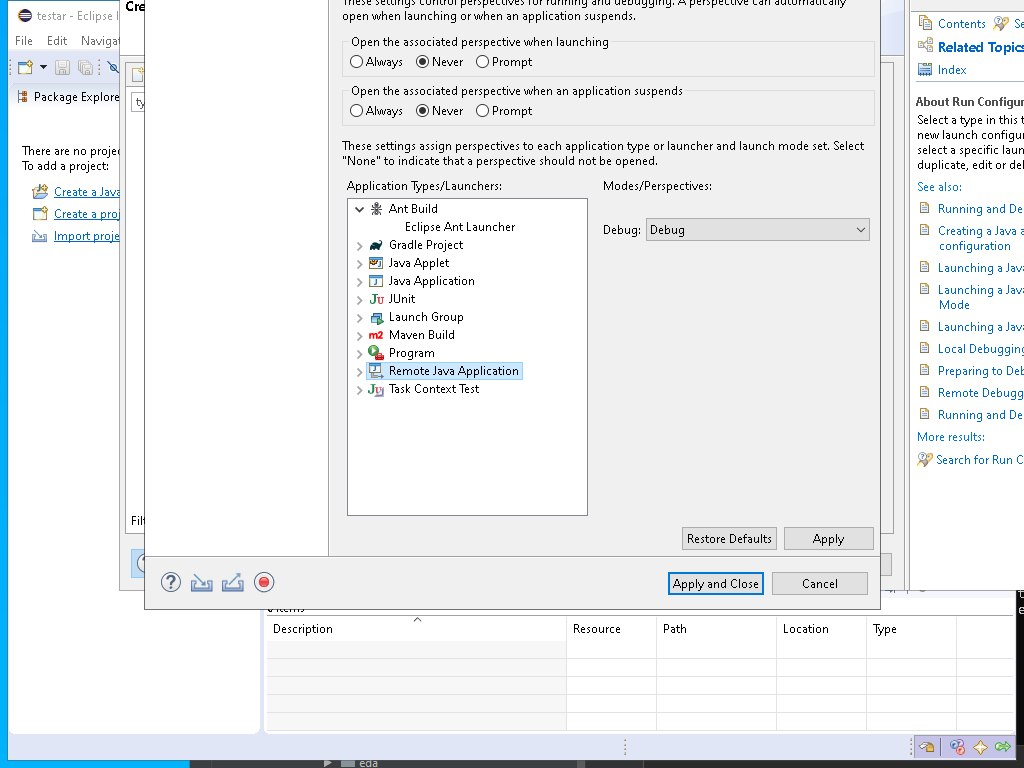 testar - Eclipse
File Edit Navigat
Package Explore
There are no projec
To add a project:
Create a Java
Create a proj
Import proje
Cre
ty
Filt
These settings control perspectives for running and debugging. A perspective can automatically
open when launching or when an application suspends.
Open the associated perspective when launching
Always Never Prompt
Open the associated perspective when an application suspends
Always Never Prompt
These settings assign perspectives to each application type or launcher and launch mode set. Select
"None" to indicate that a perspective should not be opened.
Application Types/Launchers:
Modes/Perspectives:
Ant Build
Eclipse Ant Launcher
Gradle Project
Java Applet
Java Application
JUnit
Launch Group
Maven Build
Program
Remote Java Application
Task Context Test
Debug: Debug
Restore Defaults Apply
Apply and Close Cancel
Contents Se
Related Topics
Index
About Run Configur
Select a type in this t
new launch configu
select a specific laun
duplicate, edit or del
See also:
Running and De
Creating a Java a
configuration
Launching a Java
Launching a Java
Mode
Launching a Java
Local Debugging
Preparing to Deb
Remote Debugg
Running and De
More results:
Search for Run C
items
Description Resource Path Location Type
eda